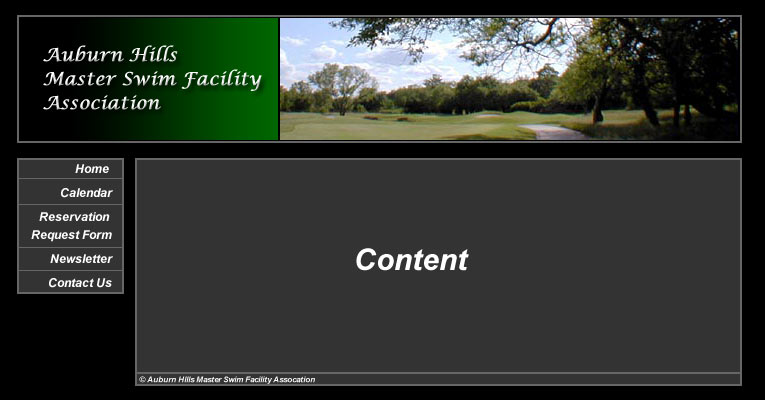 Auburn Hills
Master Swim Facility
Association
Home
Calendar
Reservation
Request Form
Newsletter
Contact Us
Content
© Auburn Hills Master Swim Facility Assocation